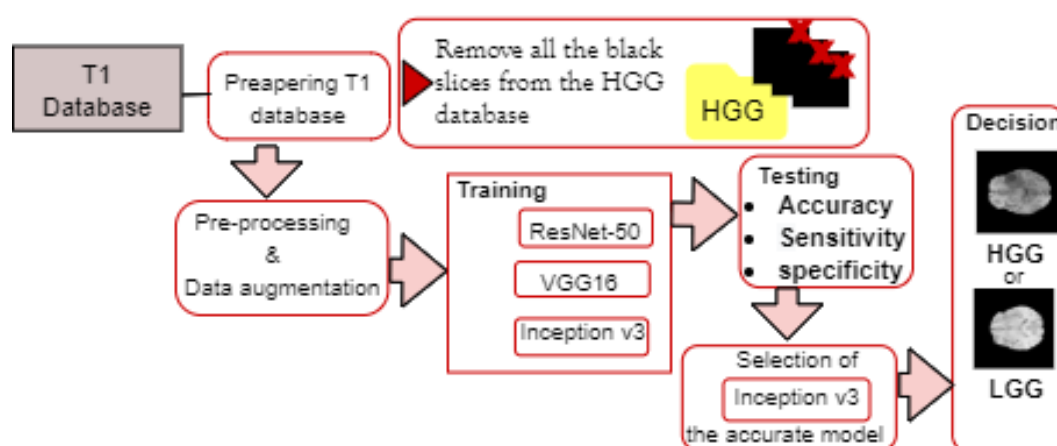 T1
Database
Preapering T1
database
Remove all the black
slices from the HGG
database
HGG
Pre-processing
&
Data augmentation
Training
ResNet-50
VGG16
Inception v3
Testing
• Accuracy
• Sensitivity
• specificity
Selection of
Inception v3
the accurate model
Decision
HGG
or
LGG